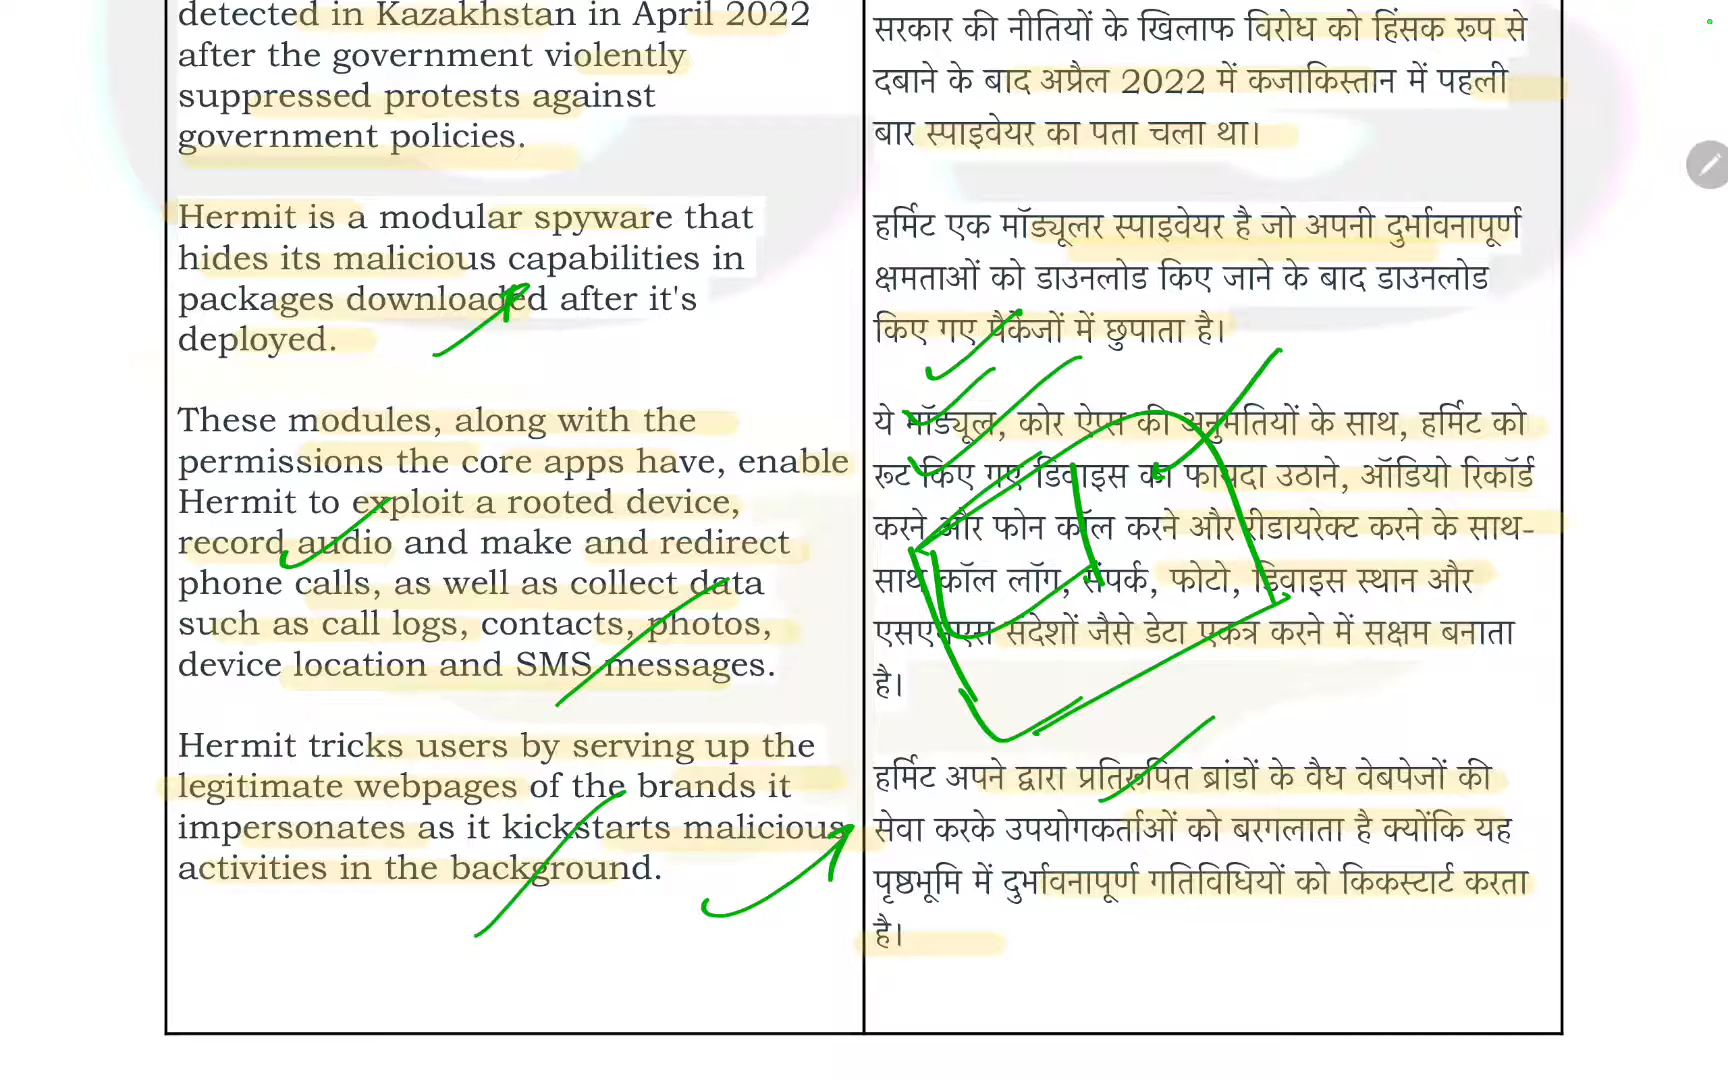 detected in Kazakhstan in April 2022
after the government violently
suppressed protests against
government policies.
Hermit is a modular spyware that
hides its malicious capabilities in
packages downloaded after it's
deployed.
These modules, along with the
permissions the core apps have, enable
Hermit to exploit a rooted device,
record audio and make and redirect
phone calls, as well as collect data
such as call logs, contacts, photos,
device location and SMS messages.
Hermit tricks users by serving up the
legitimate webpages of the brands it
impersonates as it kickstarts malicious
activities in the background.
सरकार की नीतियों के खिलाफ विरोध को हिंसक रूप से
दबाने के बाद अप्रैल 2022 में कजाकिस्तान में पहली
बार स्पाइवेयर का पता चला था।
हर्मिट एक मॉड्यूलर स्पाइवेयर है जो अपनी दुर्भावनापूर्ण
क्षमताओं को डाउनलोड किए जाने के बाद डाउनलोड
किए गए पैकेजों में छुपाता है।
ये मॉड्यूल, कोर ऐप्स की अनुमतियों के साथ, हर्मिट को
रूट किए गए डिवाइस का फायदा उठाने, ऑडियो रिकॉर्ड
करने और फोन कॉल करने और रीडायरेक्ट करने के साथ-
साथ कॉल लॉग, संपर्क, फोटो, डिवाइस स्थान और
एसएमएस संदेशों जैसे डेटा एकत्र करने में सक्षम बनाता
है।
हर्मिट अपने द्वारा प्रतिरूपित ब्रांडों के वैध वेबपेजों की
सेवा करके उपयोगकर्ताओं को बरगलाता है क्योंकि यह
पृष्ठभूमि में दुर्भावनापूर्ण गतिविधियों को किकस्टार्ट करता
है।